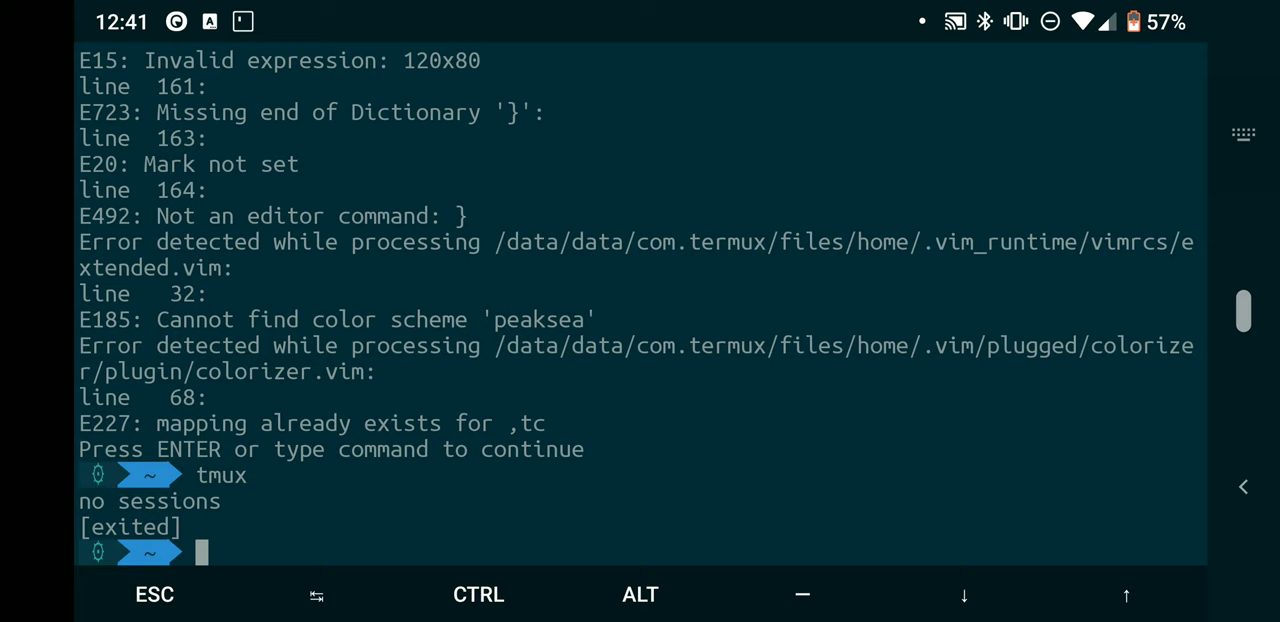 12:41
57%
E15: Invalid expression: 120x80
line  161:
E723: Missing end of Dictionary '}':
line  163:
E20: Mark not set
line  164:
E492: Not an editor command: }
Error detected while processing /data/data/com.termux/files/home/.vim_runtime/vimrcs/e
xtended.vim:
line   32:
E185: Cannot find color scheme 'peaksea'
Error detected while processing /data/data/com.termux/files/home/.vim/plugged/colorize
r/plugin/colorizer.vim:
line   68:
E227: mapping already exists for ,tc
Press ENTER or type command to continue
~ tmux
no sessions
[exited]
~
ESC ↹ CTRL ALT — ↓ ↑